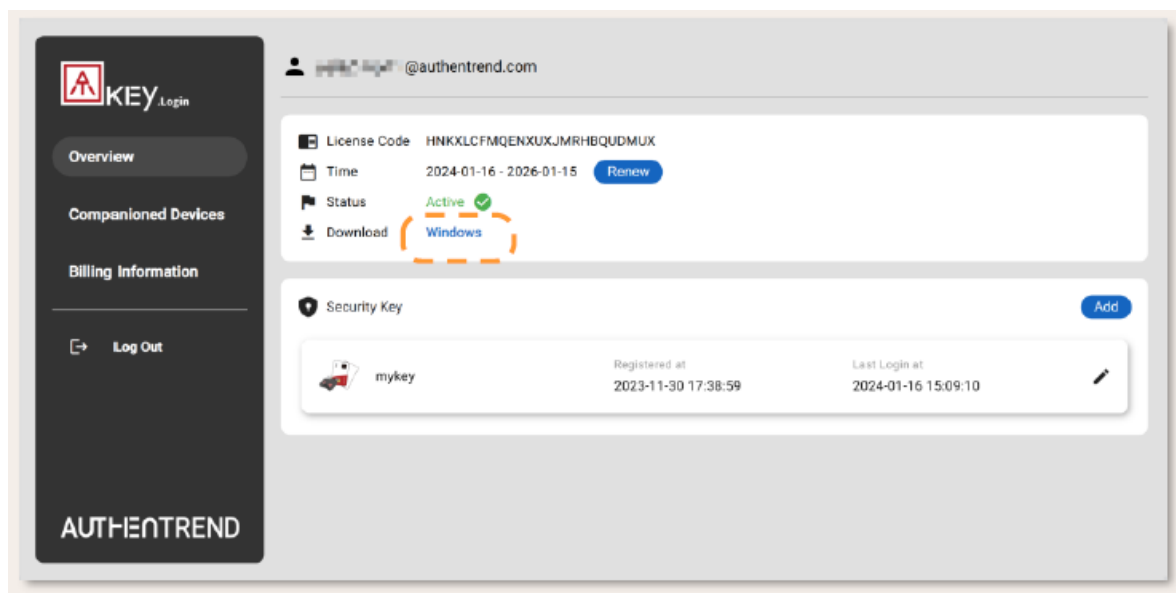 ATKEY.Login
Overview
Companioned Devices
Billing Information
Log Out
AUTHENTREND
@authentrend.com
License Code HNKXLCFMQENXUXJMRHBQUDMUX
Time 2024-01-16 - 2026-01-15 Renew
Status Active
Download Windows
Security Key Add
mykey
Registered at
2023-11-30 17:38:59
Last Login at
2024-01-16 15:09:10